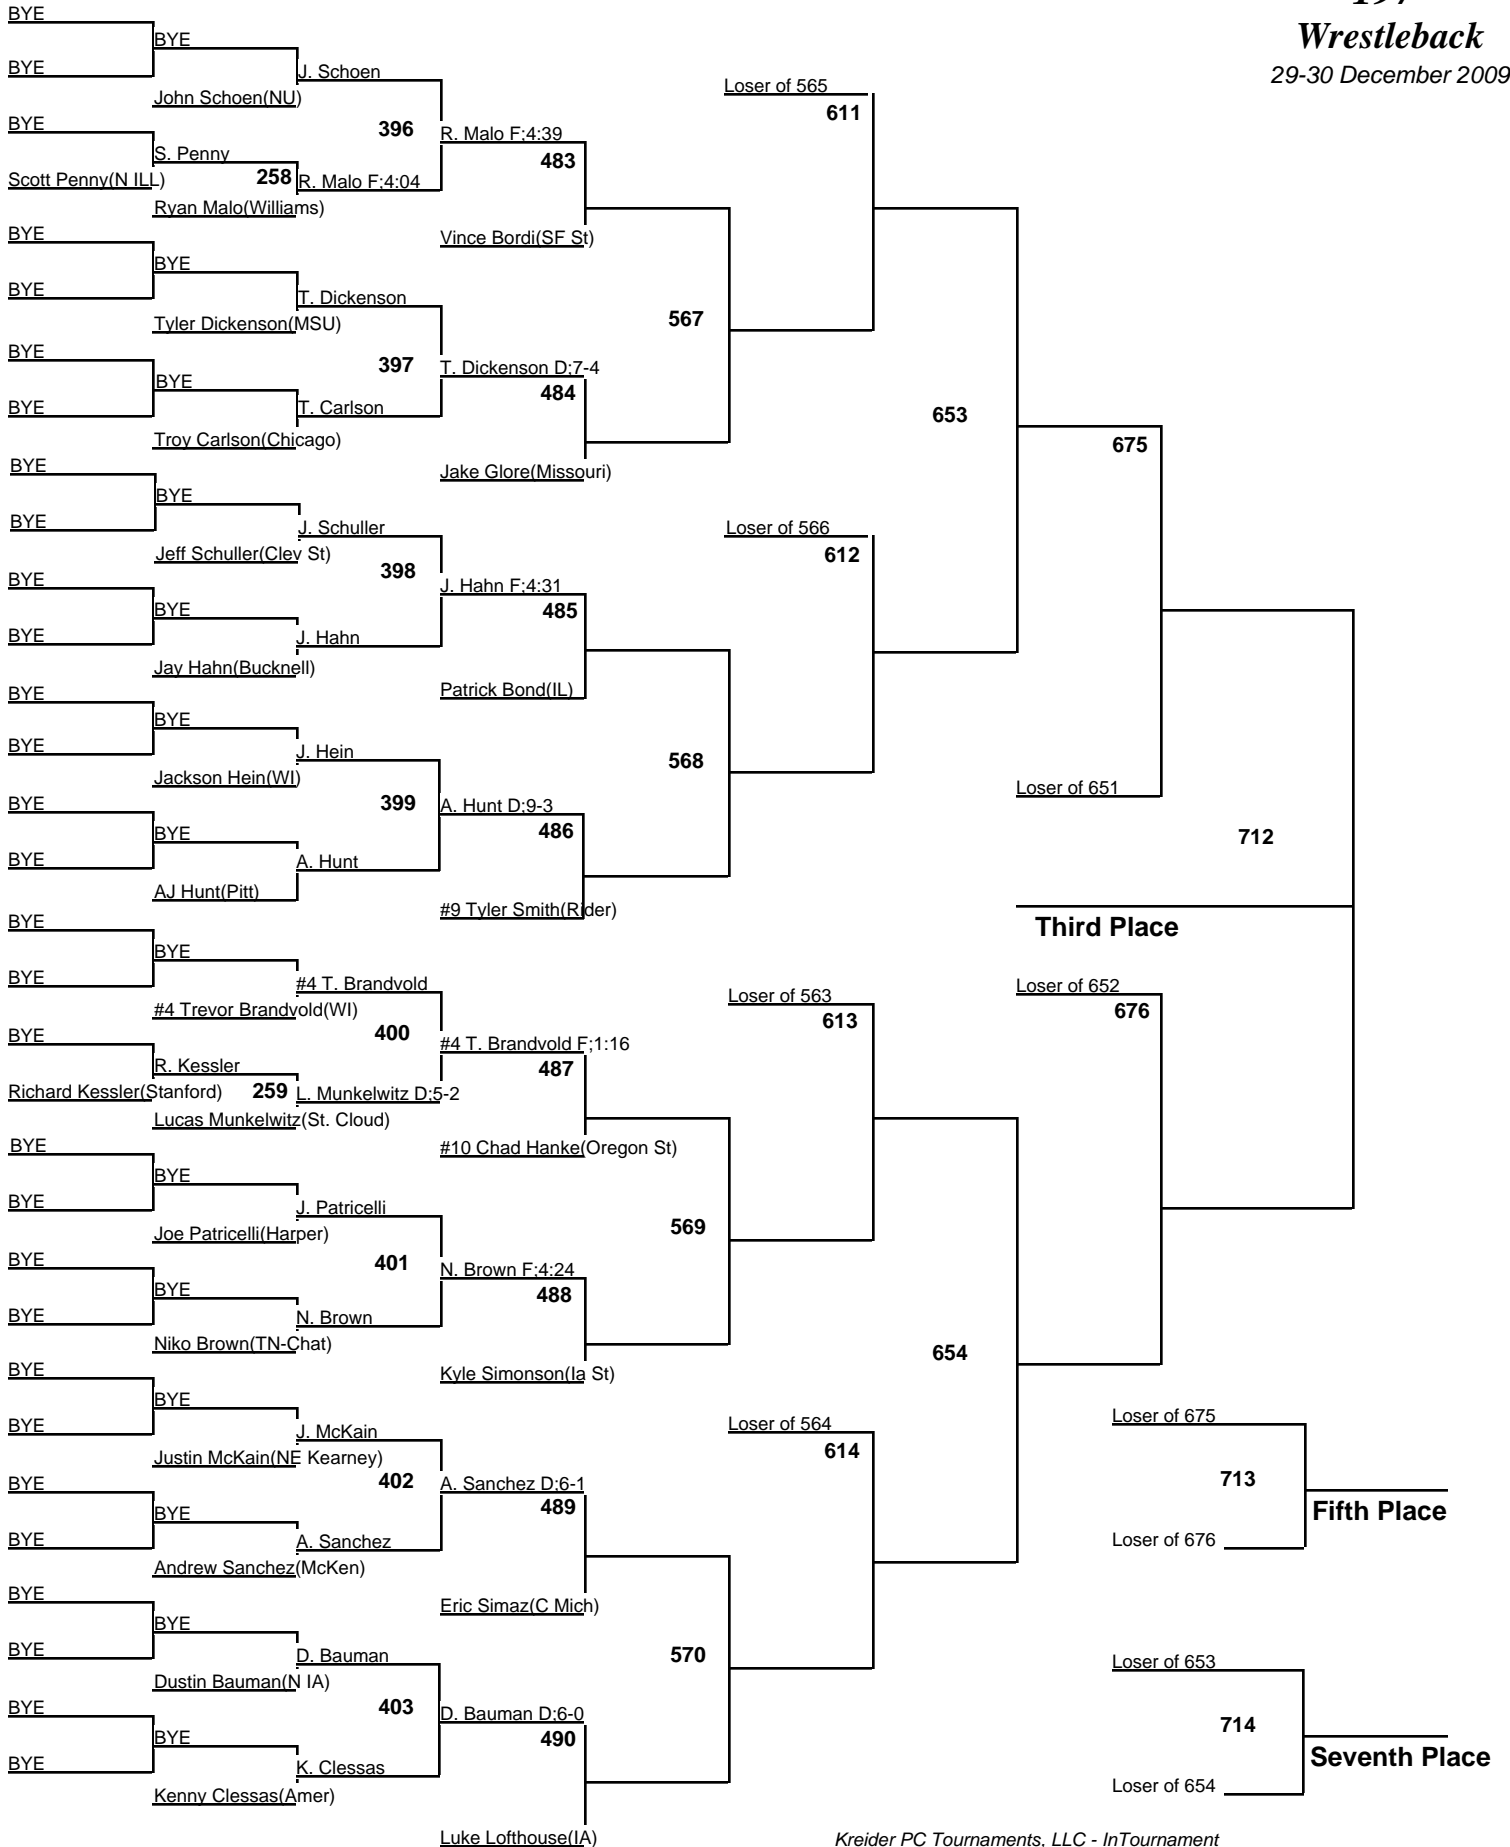 197
Wrestleback
29-30 December 2009
BYE
BYE
BYE
J. Schoen
John Schoen(NU)
396
BYE
S. Penny
Scott Penny(N ILL)
258
R. Malo F;4:04
Ryan Malo(Williams)
R. Malo F;4:39
483
Vince Bordi(SF St)
BYE
BYE
BYE
T. Dickenson
Tyler Dickenson(MSU)
397
BYE
BYE
BYE
T. Carlson
Troy Carlson(Chicago)
T. Dickenson D;7-4
484
Jake Glore(Missouri)
567
Loser of 565
611
653
BYE
BYE
BYE
J. Schuller
Jeff Schuller(Clev St)
398
BYE
BYE
BYE
J. Hahn
Jay Hahn(Bucknell)
J. Hahn F;4:31
485
Patrick Bond(IL)
BYE
BYE
BYE
J. Hein
Jackson Hein(WI)
399
BYE
BYE
BYE
A. Hunt
AJ Hunt(Pitt)
A. Hunt D;9-3
486
#9 Tyler Smith(Rider)
568
Loser of 566
612
675
Loser of 651
712
Third Place
BYE
BYE
BYE
#4 T. Brandvold
#4 Trevor Brandvold(WI)
400
BYE
R. Kessler
Richard Kessler(Stanford)
259
L. Munkelwitz D;5-2
Lucas Munkelwitz(St. Cloud)
#4 T. Brandvold F;1:16
487
#10 Chad Hanke(Oregon St)
BYE
BYE
BYE
J. Patricelli
Joe Patricelli(Harper)
401
BYE
BYE
BYE
N. Brown
Niko Brown(TN-Chat)
N. Brown F;4:24
488
Kyle Simonson(Ia St)
569
Loser of 563
613
Loser of 652
676
654
BYE
BYE
BYE
J. McKain
Justin McKain(NE Kearney)
402
BYE
BYE
BYE
A. Sanchez
Andrew Sanchez(McKen)
A. Sanchez D;6-1
489
Eric Simaz(C Mich)
BYE
BYE
BYE
D. Bauman
Dustin Bauman(N IA)
403
BYE
BYE
BYE
K. Clessas
Kenny Clessas(Amer)
D. Bauman D;6-0
490
Luke Lofthouse(IA)
570
Loser of 564
614
Loser of 675
713
Loser of 676
Fifth Place
Loser of 653
714
Loser of 654
Seventh Place
Kreider PC Tournaments, LLC - InTournament